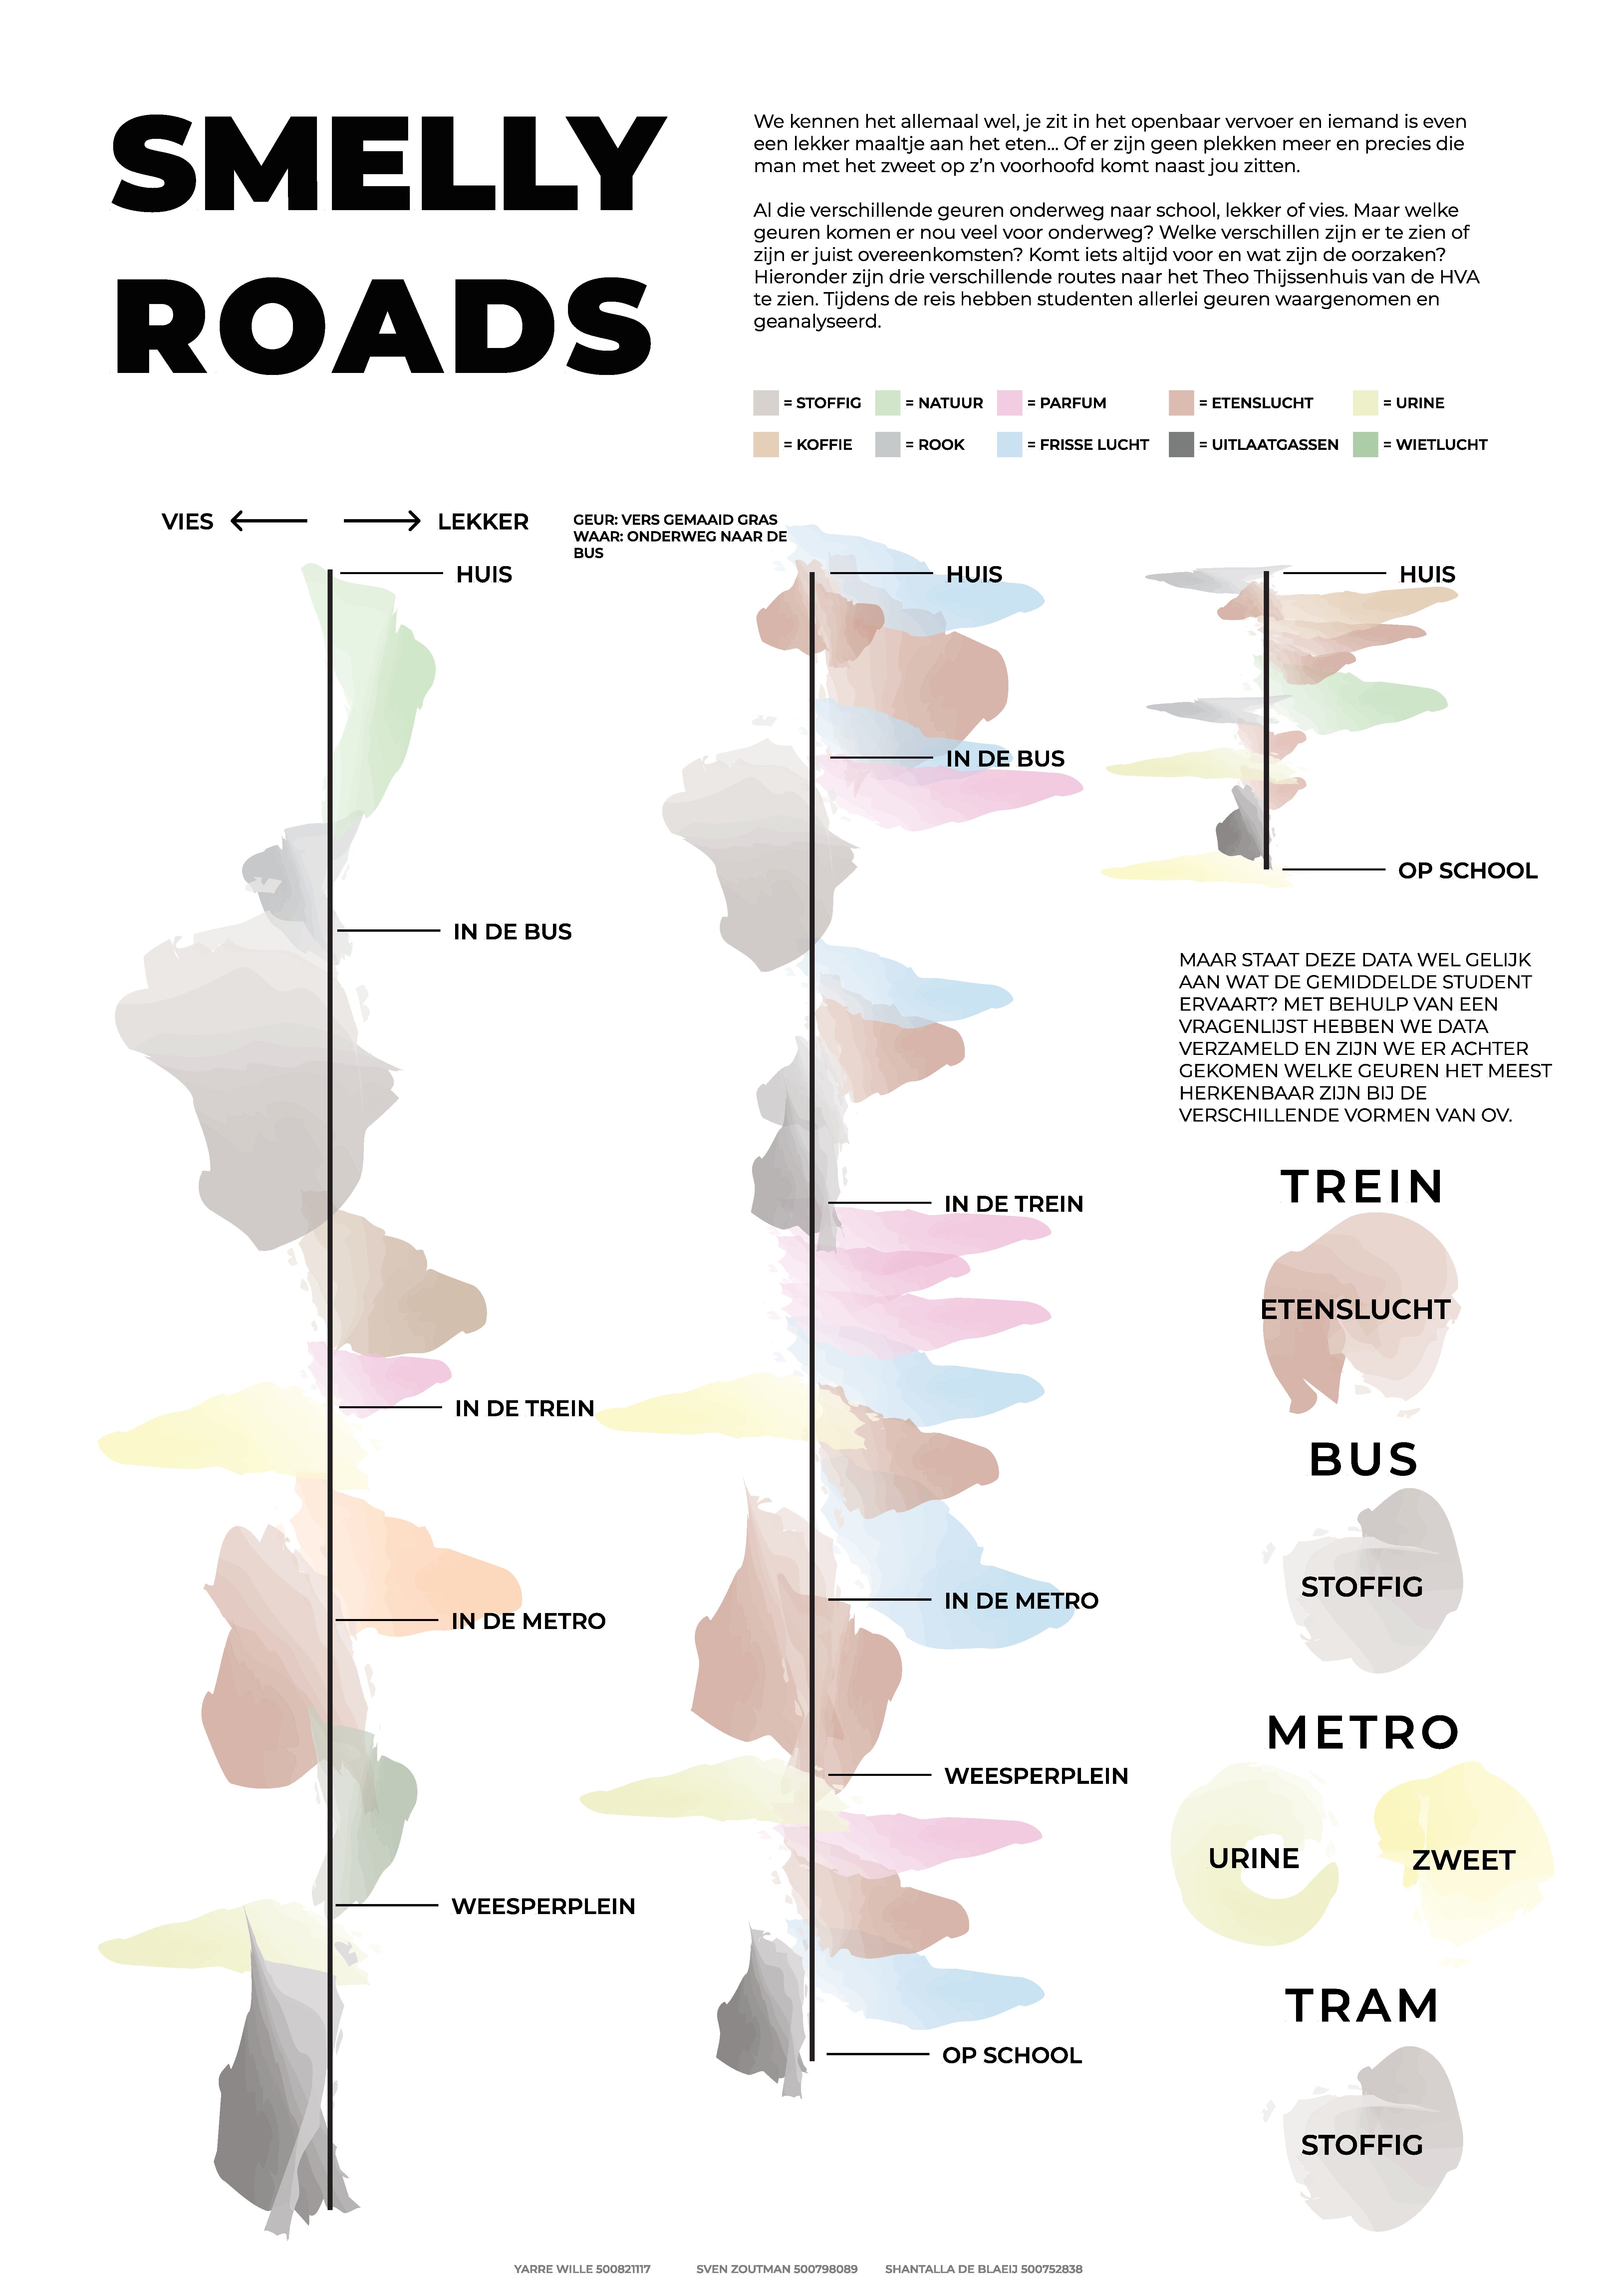 SMELLY
ROADS
We kennen het allemaal wel, je zit in het openbaar vervoer en iemand is even
een lekker maaltje aan het eten... Of er zijn geen plekken meer en precies die
man met het zweet op z'n voorhoofd komt naast jou zitten.
Al die verschillende geuren onderweg naar school, lekker of vies. Maar welke
geuren komen er nou veel voor onderweg? Welke verschillen zijn er te zien of
zijn er juist overeenkomsten? Komt iets altijd voor en wat zijn de oorzaken?
Hieronder zijn drie verschillende routes naar het Theo Thijssenhuis van de HVA
te zien. Tijdens de reis hebben studenten allerlei geuren waargenomen en
geanalyseerd.
= STOFFIG = NATUUR = PARFUM = ETENSLUCHT = URINE
= KOFFIE = ROOK = FRISSE LUCHT = UITLAATGASSEN = WIETLUCHT
VIES LEKKER
GEUR: VERS GEMAAID GRAS
WAAR: ONDERWEG NAAR DE
BUS
HUIS
IN DE BUS
IN DE TREIN
IN DE METRO
WEESPERPLEIN
HUIS
IN DE BUS
IN DE TREIN
IN DE METRO
WEESPERPLEIN
OP SCHOOL
HUIS
OP SCHOOL
MAAR STAAT DEZE DATA WEL GELIJK
AAN WAT DE GEMIDDELDE STUDENT
ERVAART? MET BEHULP VAN EEN
VRAGENLIJST HEBBEN WE DATA
VERZAMELD EN ZIJN WE ER ACHTER
GEKOMEN WELKE GEUREN HET MEEST
HERKENBAAR ZIJN BIJ DE
VERSCHILLENDE VORMEN VAN OV.
TREIN
ETENSLUCHT
BUS
STOFFIG
METRO
URINE ZWEET
TRAM
STOFFIG
YARRE WILLE 500821117 SVEN ZOUTMAN 500798089 SHANTALLA DE BLAEIJ 500752838